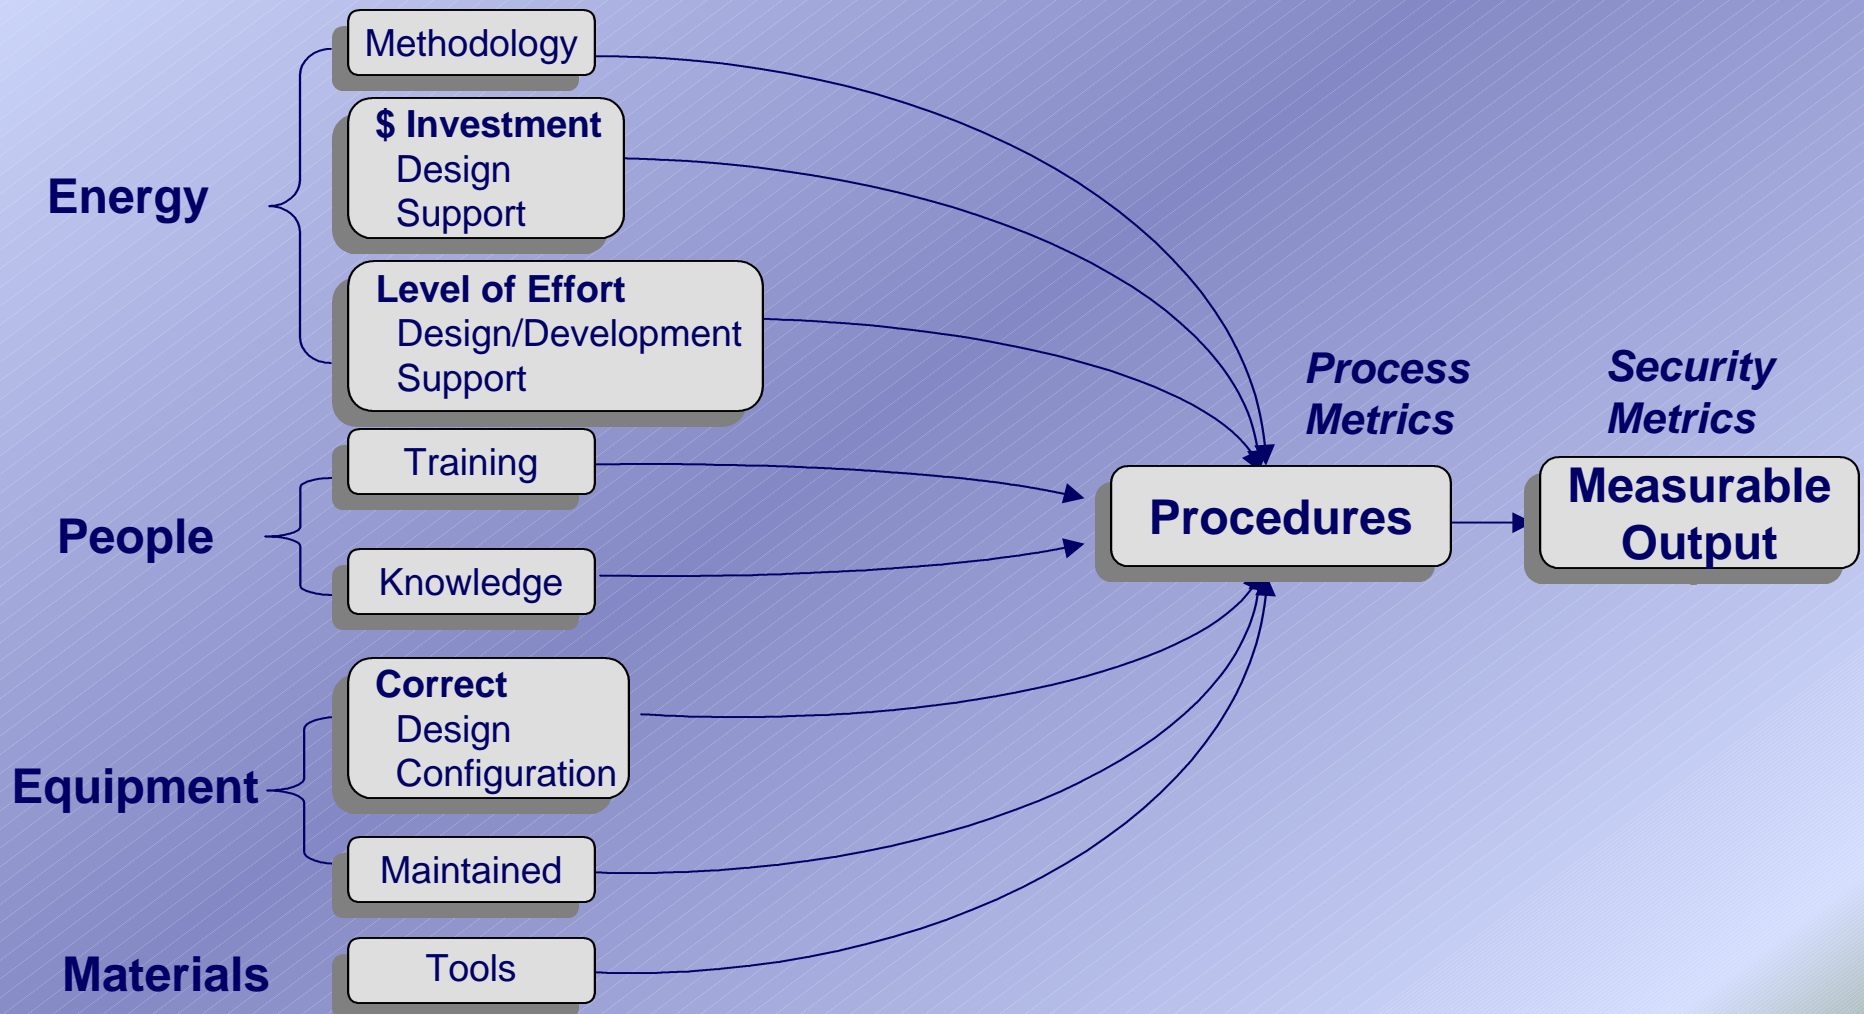 Methodology
$ Investment
Design
Support
Energy
Level of Effort
Design/Development
Support
Process
Metrics
Security
Metrics
Training
People
Knowledge
Procedures
Measurable
Output
Correct
Design
Configuration
Equipment
Maintained
Materials
Tools